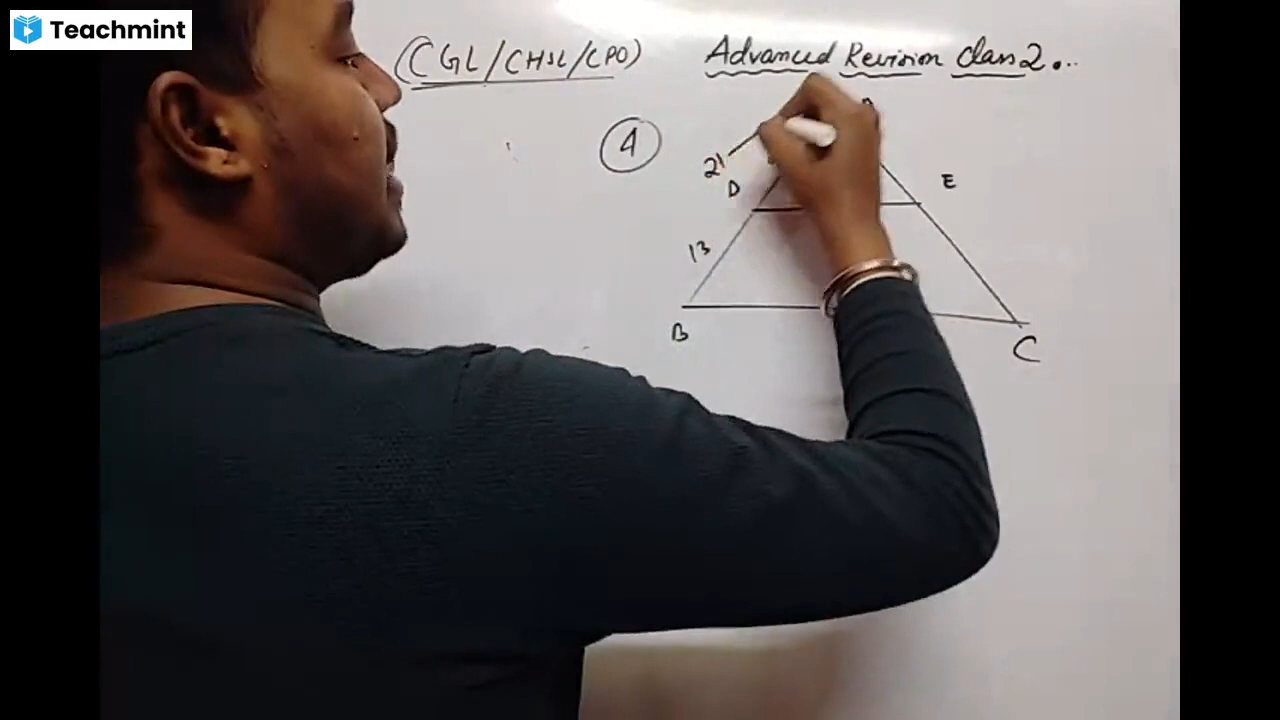 Teachmint
(CGL/CHSL/CPO) Advanced Revision Class 2...
4
21
D
E
13
B
C